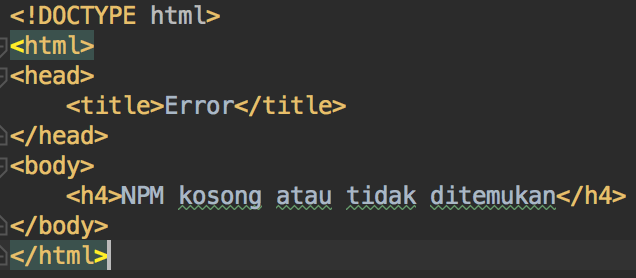 <!DOCTYPE html>
<html>
<head>
    <title>Error</title>
</head>
<body>
    <h4>NPM kosong atau tidak ditemukan</h4>
</body>
</html>